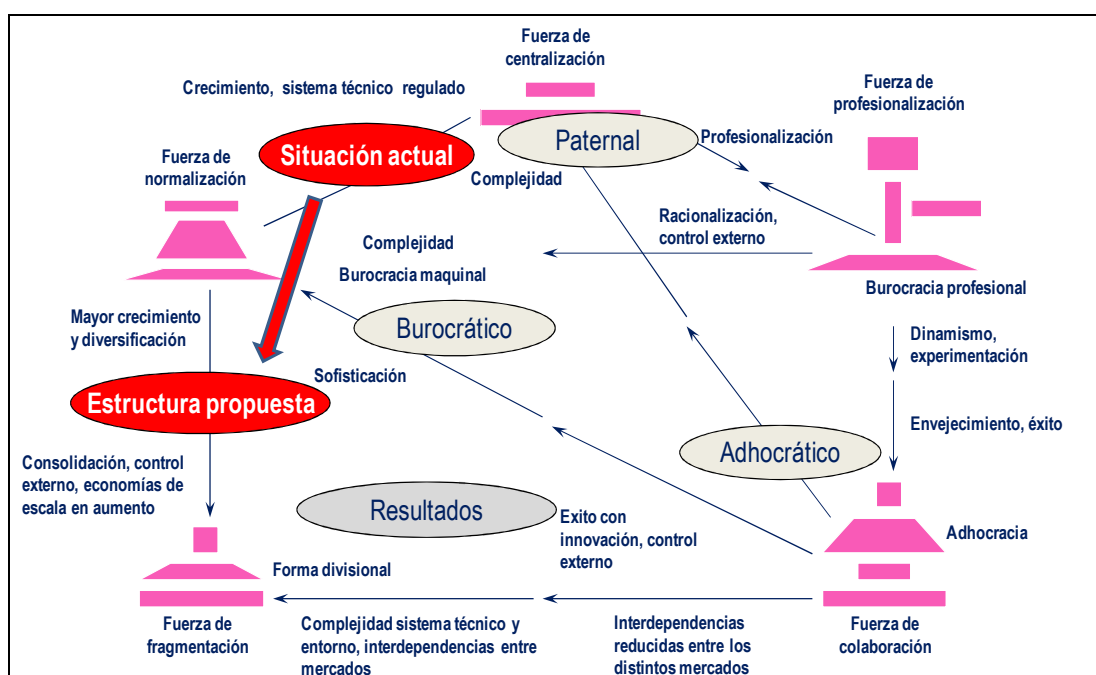 Fuerza de
centralización
Crecimiento, sistema técnico regulado
Fuerza de
profesionalización
Paternal
Profesionalización
Situación actual
Fuerza de
normalización
Complejidad
Racionalización,
control externo
Complejidad
Burocracia maquinal
Burocracia profesional
Mayor crecimiento
y diversificación
Burocrático
Dinamismo,
experimentación
Sofisticación
Estructura propuesta
Envejecimiento, éxito
Adhocrático
Consolidación, control
externo, economías de
escala en aumento
Resultados
Exito con
innovación, control
externo
Adhocracia
Forma divisional
Fuerza de
fragmentación
Complejidad sistema técnico y
entorno, interdependencias entre
mercados
Interdependencias
reducidas entre los
distintos mercados
Fuerza de
colaboración